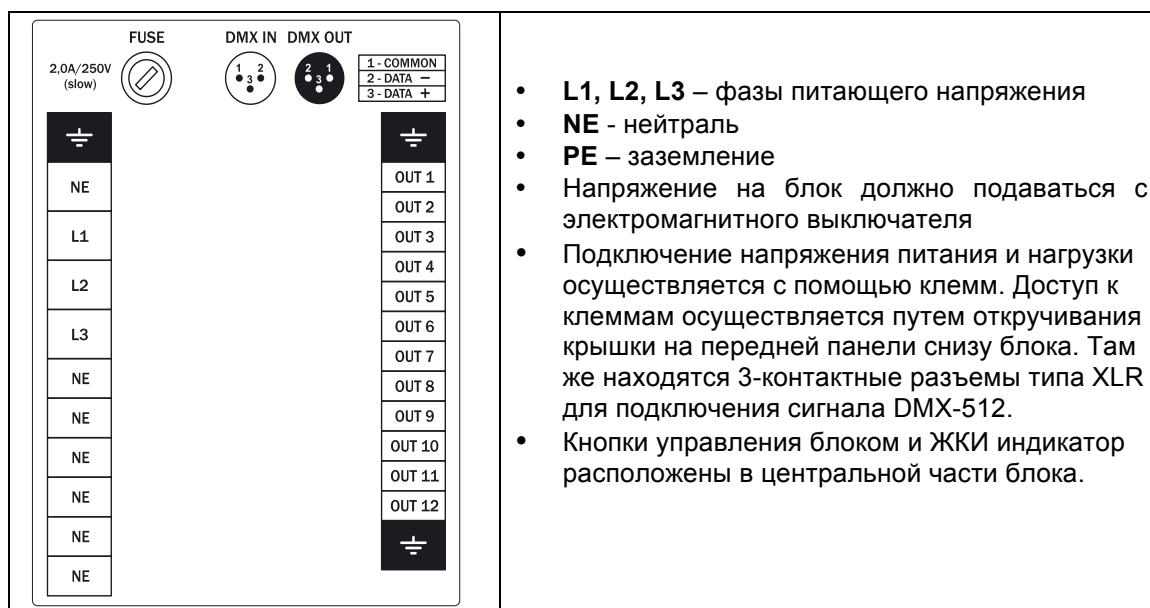 FUSE DMX IN DMX OUT
2,0A/250V
(slow)
1 2
3
2 1
3
1 - COMMON
2 - DATA −
3 - DATA +
NE
L1
L2
L3
NE
NE
NE
NE
NE
NE
OUT 1
OUT 2
OUT 3
OUT 4
OUT 5
OUT 6
OUT 7
OUT 8
OUT 9
OUT 10
OUT 11
OUT 12
• L1, L2, L3 – фазы питающего напряжения
• NE - нейтраль
• PE – заземление
• Напряжение на блок должно подаваться с
электромагнитного выключателя
• Подключение напряжения питания и нагрузки
осуществляется с помощью клемм. Доступ к
клеммам осуществляется путем откручивания
крышки на передней панели снизу блока. Там
же находятся 3-контактные разъемы типа XLR
для подключения сигнала DMX-512.
• Кнопки управления блоком и ЖКИ индикатор
расположены в центральной части блока.